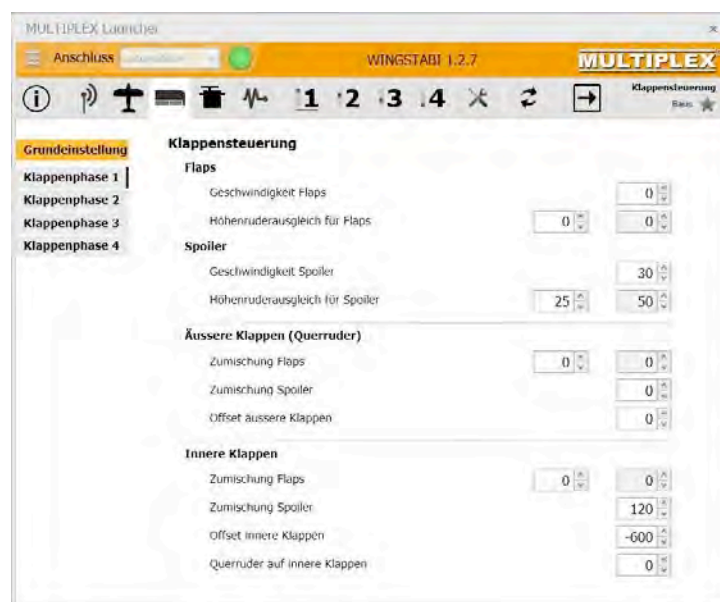 MULTIPLEX Launcher x
Anschluss WINGSTABI 1.2.7 MULTIPLEX
1 2 3 4 Klappensteuerung
Basis
Grundeinstellung
Klappenphase 1
Klappenphase 2
Klappenphase 3
Klappenphase 4
Klappensteuerung
Flaps
Geschwindigkeit Flaps 0
Höhenruderausgleich für Flaps 0 0
Spoiler
Geschwindigkeit Spoiler 30
Höhenruderausgleich für Spoiler 25 50
Äussere Klappen (Querruder)
Zumischung Flaps 0 0
Zumischung Spoiler 0
Offset äussere Klappen 0
Innere Klappen
Zumischung Flaps 0 0
Zumischung Spoiler 120
Offset innere Klappen -600
Querruder auf innere Klappen 0